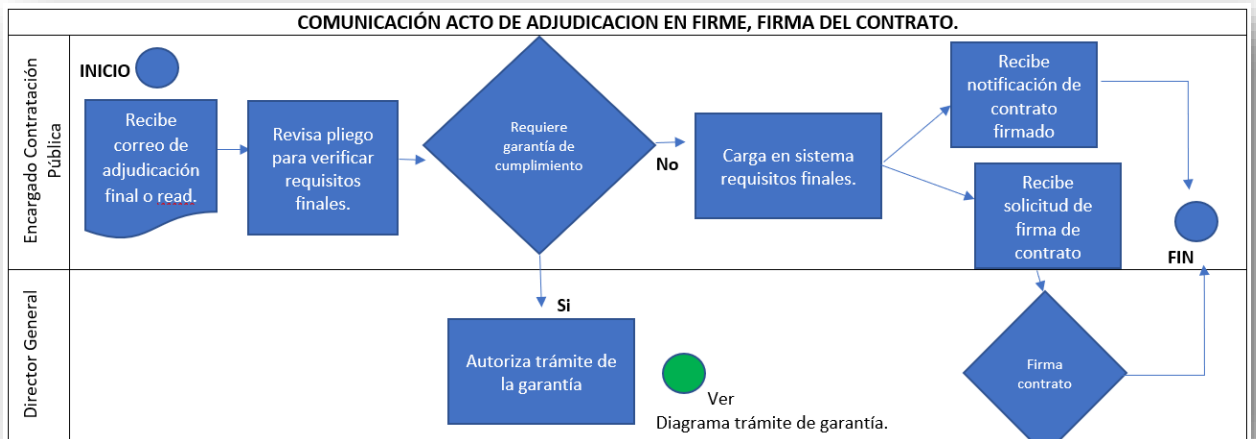 COMUNICACIÓN ACTO DE ADJUDICACION EN FIRME, FIRMA DEL CONTRATO.
Encargado Contratación
Pública
INICIO
Recibe
correo de
adjudicación
final o read.
Revisa pliego
para verificar
requisitos
finales.
Requiere
garantía de
cumplimiento
No
Carga en sistema
requisitos finales.
Recibe
notificación de
contrato
firmado
Recibe
solicitud de
firma de
contrato
FIN
Director General
Si
Autoriza trámite de
la garantía
Ver
Diagrama trámite de garantía.
Firma
contrato